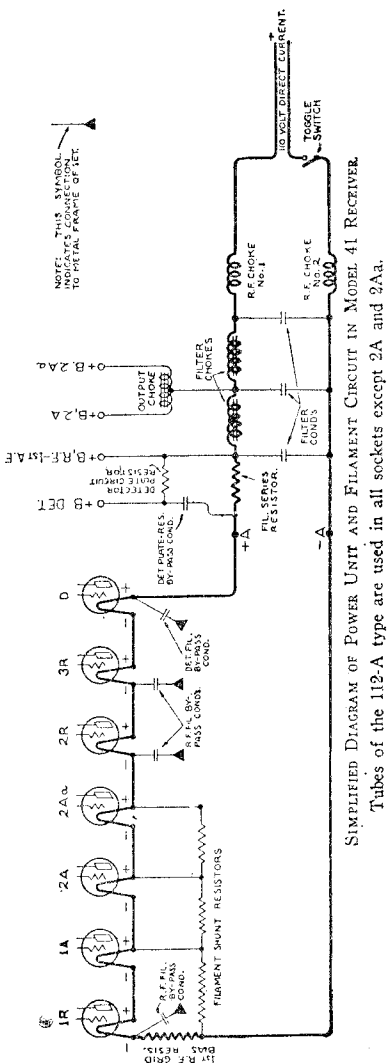 NOTE: THIS SYMBOL
INDICATES CONNECTION
TO METAL FRAME OF SET.
1R
1A
2A
2Aa
2R
3R
D
+B DET.
+B, R.F.-1st A.F.
+B, 2A
+B, 2Aa.
DETECTOR
PLATE CIRCUIT
RESISTOR
OUTPUT
CHOKE
DET. PLATE-RES.
BY-PASS COND.
FILTER
CHOKES
R.F. CHOKE
No. 1
110 VOLT DIRECT CURRENT.
TOGGLE
SWITCH
R.F. CHOKE
NO. 2
FILTER
COND'S
FIL. SERIES
RESISTOR.
+A
-A
DET. FIL.
BY-PASS
COND.
R.F. FIL. BY-
PASS CONDS.
R.F. FIL.
BY-PASS
COND.
FILAMENT SHUNT RESISTORS
1ST R.F. GRID
BIAS RESIS.
SIMPLIFIED DIAGRAM OF POWER UNIT AND FILAMENT CIRCUIT IN MODEL 41 RECEIVER.
Tubes of the 112-A type are used in all sockets except 2A and 2Aa.